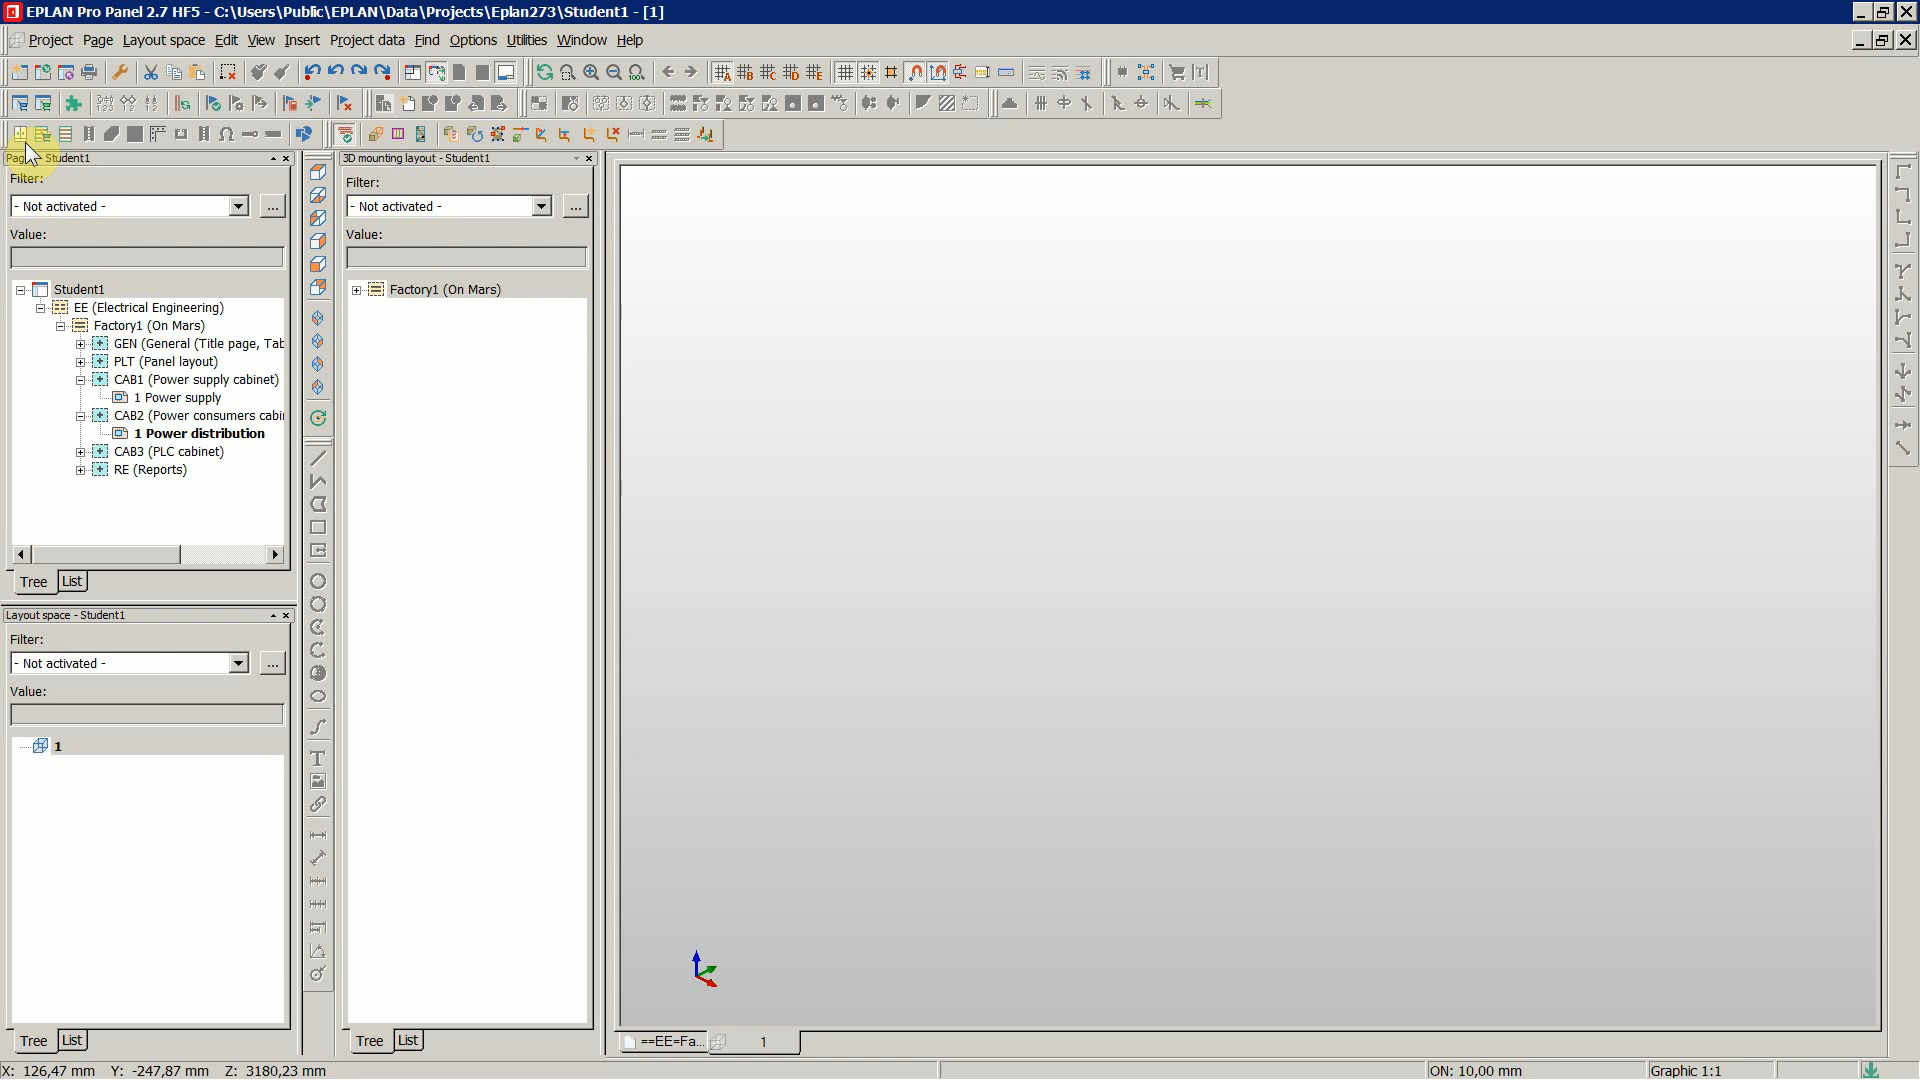 EPLAN Pro Panel 2.7 HF5 - C:\Users\Public\EPLAN\Data\Projects\Eplan273\Student1 - [1]
Project Page Layout space Edit View Insert Project data Find Options Utilities Window Help
Student1
Filter:
- Not activated -
...
Value:
Student1
EE (Electrical Engineering)
Factory1 (On Mars)
GEN (General (Title page, Tab
PLT (Panel layout)
CAB1 (Power supply cabinet)
1 Power supply
CAB2 (Power consumers cabi
1 Power distribution
CAB3 (PLC cabinet)
RE (Reports)
Tree List
Layout space - Student1
Filter:
- Not activated -
...
Value:
1
Tree List
3D mounting layout - Student1
Filter:
- Not activated -
...
Value:
Factory1 (On Mars)
Tree List
==EE=Fa... 1
X: 126,47 mm Y: -247,87 mm Z: 3180,23 mm
ON: 10,00 mm
Graphic 1:1